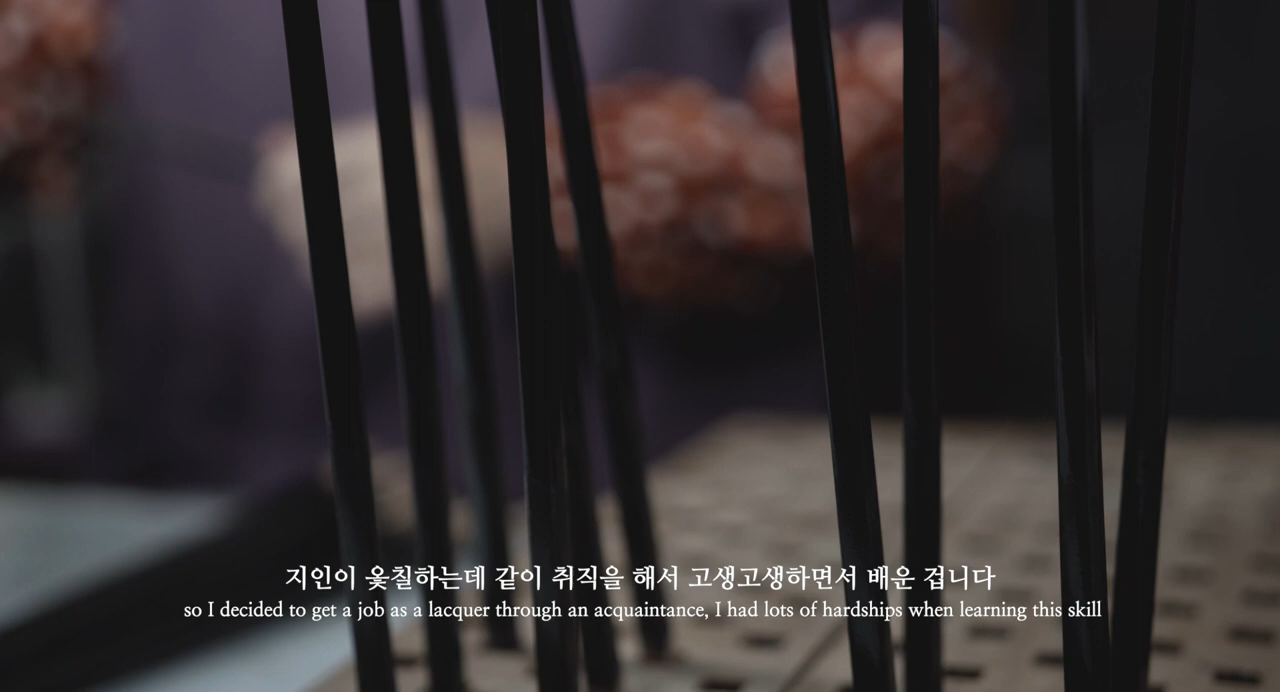 지인이 옻칠하는데 같이 취직을 해서 고생고생하면서 배운 겁니다
so I decided to get a job as a lacquer through an acquaintance, I had lots of hardships when learning this skill